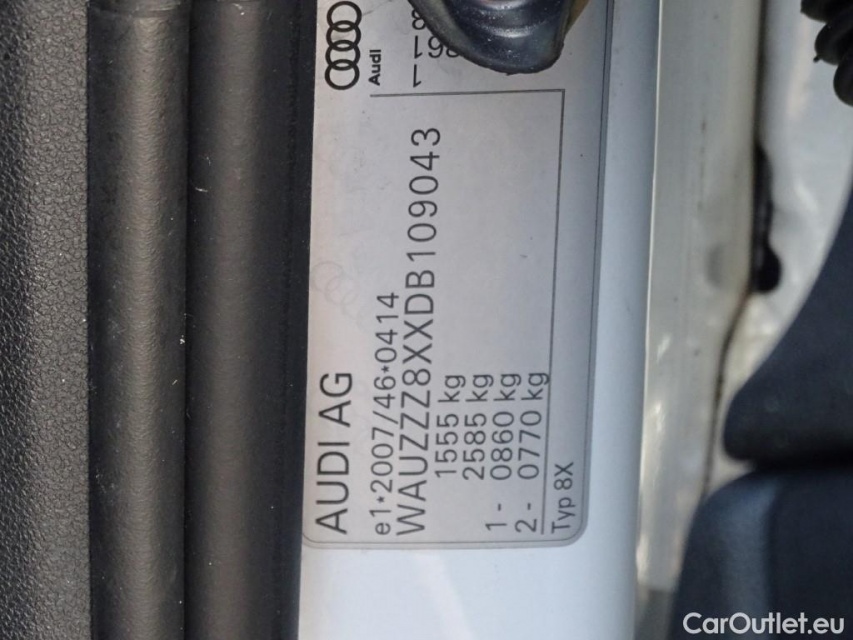 Audi
AUDI AG
e1*2007/46*0414
WAUZZZ8XXDB109043
1555 kg
2585 kg
1- 0860 kg
2- 0770 kg
Typ 8X
CarOutlet.eu